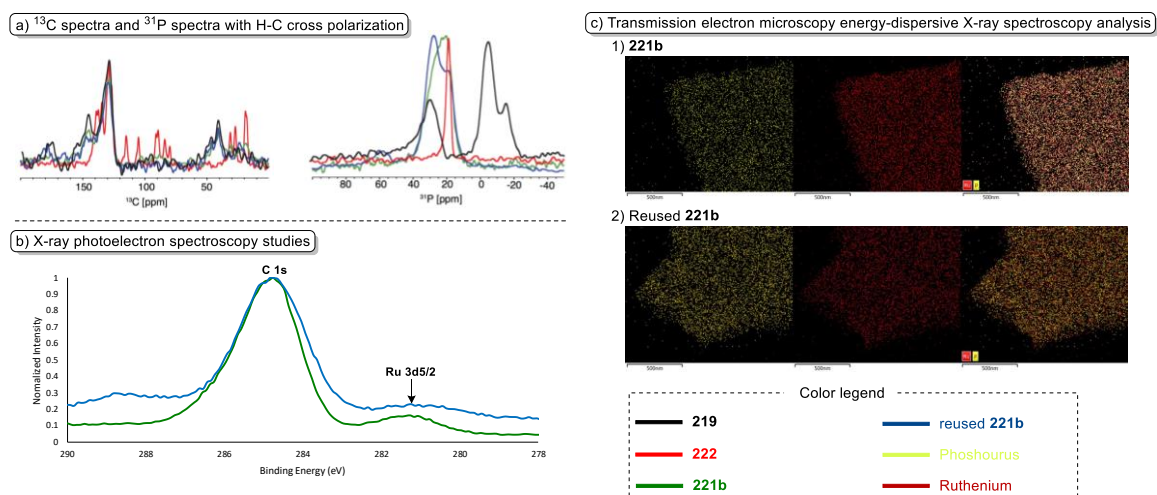 a) ¹³C spectra and ³¹P spectra with H-C cross polarization
150
100
50
¹³C [ppm]
80
60
40
20
0
-20
-40
³¹P [ppm]
b) X-ray photoelectron spectroscopy studies
C 1s
Ru 3d5/2
Normalized Intensity
1
0.9
0.8
0.7
0.6
0.5
0.4
0.3
0.2
0.1
0
290
288
286
284
282
280
278
Binding Energy (eV)
c) Transmission electron microscopy energy-dispersive X-ray spectroscopy analysis
1) 221b
500nm
500nm
500nm
2) Reused 221b
500nm
500nm
500nm
Color legend
219
222
221b
reused 221b
Phoshourus
Ruthenium